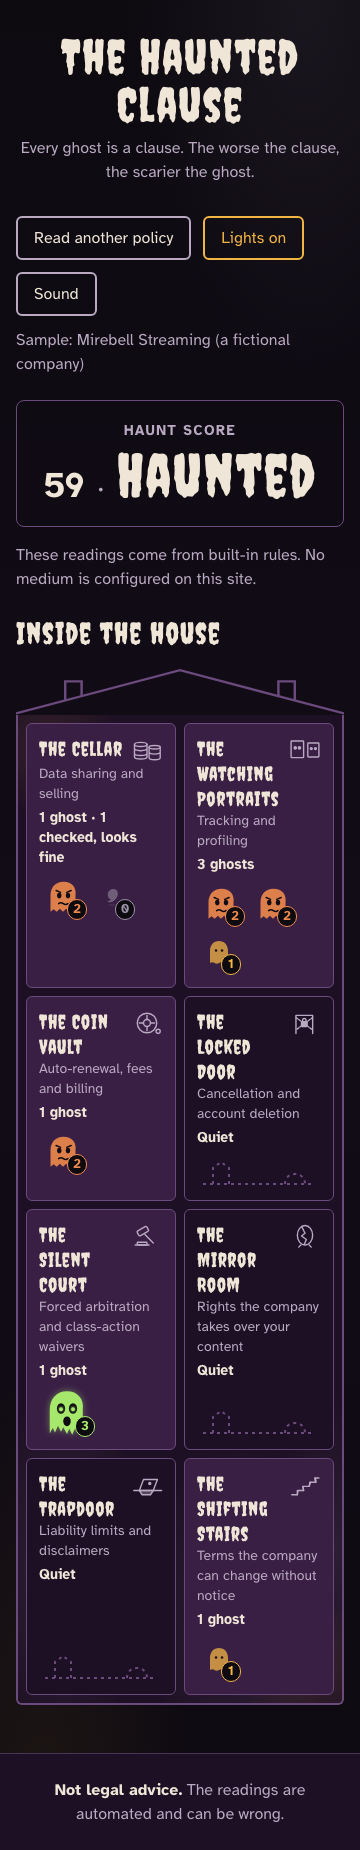 THE HAUNTED
CLAUSE
Every ghost is a clause. The worse the clause,
the scarier the ghost.
Read another policy
Lights on
Sound
Sample: Mirebell Streaming (a fictional
company)
HAUNT SCORE
59 · HAUNTED
These readings come from built-in rules. No
medium is configured on this site.
INSIDE THE HOUSE
THE CELLAR
Data sharing and
selling
1 ghost · 1
checked, looks
fine
2
0
THE
WATCHING
PORTRAITS
Tracking and
profiling
3 ghosts
2
2
1
THE COIN
VAULT
Auto-renewal, fees
and billing
1 ghost
2
THE
LOCKED
DOOR
Cancellation and
account deletion
Quiet
THE
SILENT
COURT
Forced arbitration
and class-action
waivers
1 ghost
3
THE
MIRROR
ROOM
Rights the company
takes over your
content
Quiet
THE
TRAPDOOR
Liability limits and
disclaimers
Quiet
THE
SHIFTING
STAIRS
Terms the company
can change without
notice
1 ghost
1
Not legal advice. The readings are
automated and can be wrong.